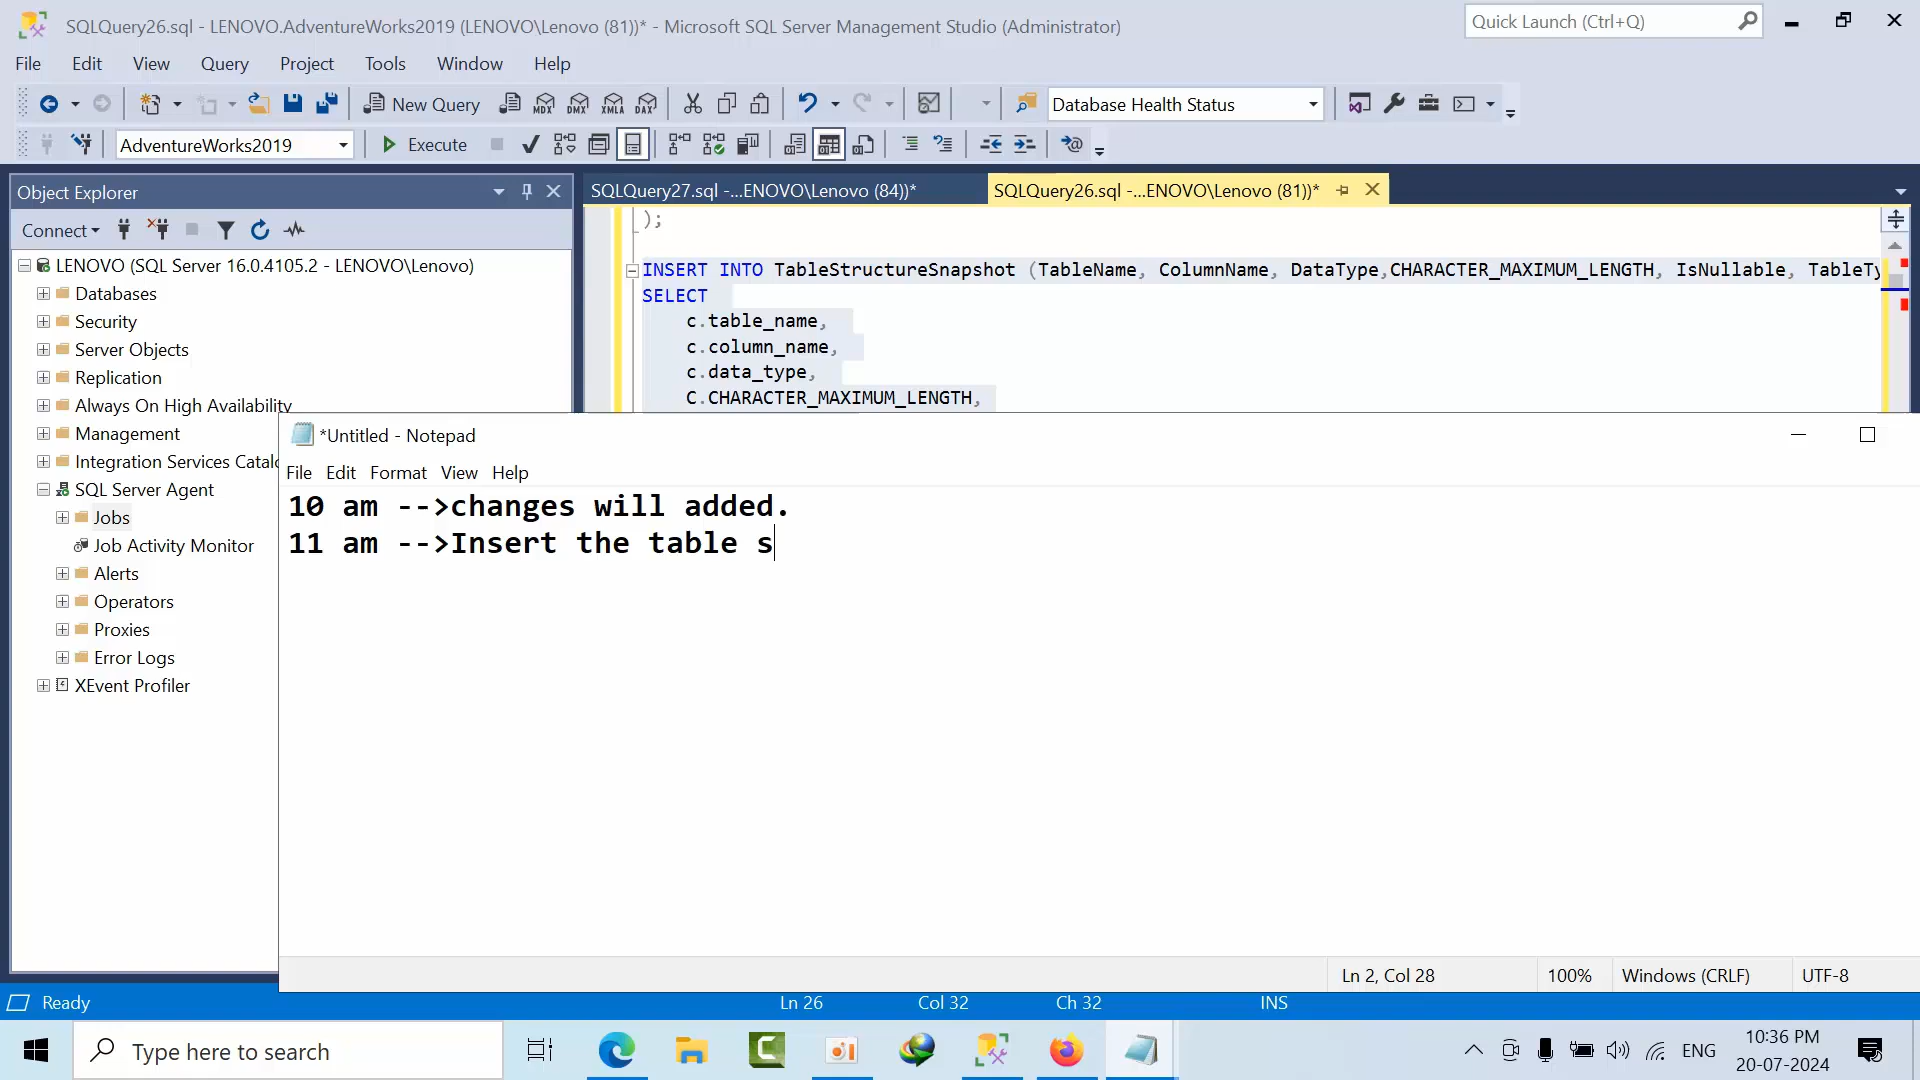 SQLQuery26.sql - LENOVO.AdventureWorks2019 (LENOVO\Lenovo (81))* - Microsoft SQL Server Management Studio (Administrator)
Quick Launch (Ctrl+Q)
File Edit View Query Project Tools Window Help
New Query
MDX DMX XMLA DAX
Database Health Status
AdventureWorks2019
Execute
Object Explorer
SQLQuery27.sql -...ENOVO\Lenovo (84))*
SQLQuery26.sql -...ENOVO\Lenovo (81))*
Connect
LENOVO (SQL Server 16.0.4105.2 - LENOVO\Lenovo)
Databases
Security
Server Objects
Replication
Always On High Availability
Management
Integration Services Catalo
SQL Server Agent
Jobs
Job Activity Monitor
Alerts
Operators
Proxies
Error Logs
XEvent Profiler
);
INSERT INTO TableStructureSnapshot (TableName, ColumnName, DataType,CHARACTER_MAXIMUM_LENGTH, IsNullable, TableTy
SELECT
c.table_name,
c.column_name,
c.data_type,
C.CHARACTER_MAXIMUM_LENGTH,
*Untitled - Notepad
File Edit Format View Help
10 am -->changes will added.
11 am -->Insert the table s
Ln 2, Col 28
100%
Windows (CRLF)
UTF-8
Ready
Ln 26
Col 32
Ch 32
INS
Type here to search
ENG
10:36 PM
20-07-2024